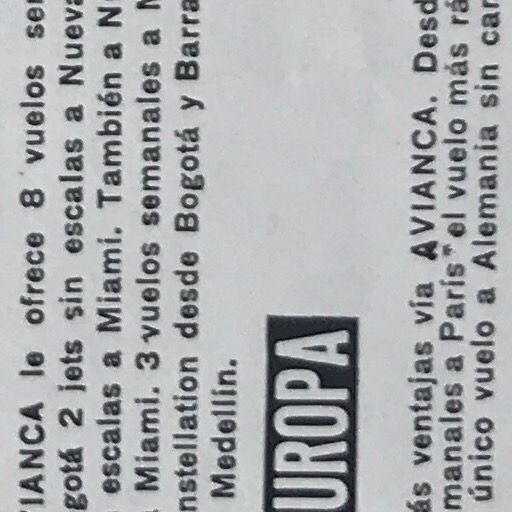 VIANCA le ofrece 8 vuelos se
gotá 2 jets sin escalas a Nueva
escalas a Miami. También a N
Miami. 3 vuelos semanales a
nstellation desde Bogotá y Barra
Medellín.
UROPA
ás ventajas vía AVIANCA. Desd
manales a París* el vuelo más rá
único vuelo a Alemania sin ca